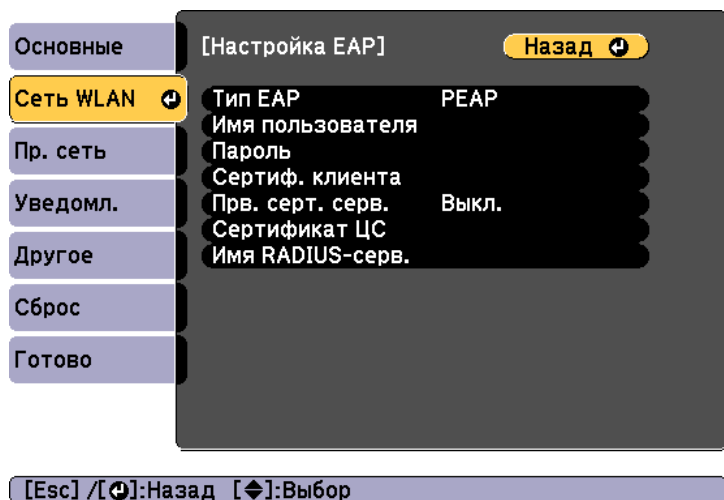 Основные
Сеть WLAN
Пр. сеть
Уведомл.
Другое
Сброс
Готово
[Настройка EAP] Назад
Тип EAP PEAP
Имя пользователя
Пароль
Сертиф. клиента
Прв. серт. серв. Выкл.
Сертификат ЦС
Имя RADIUS-серв.
[Esc] /[⏎]:Назад [◆]:Выбор